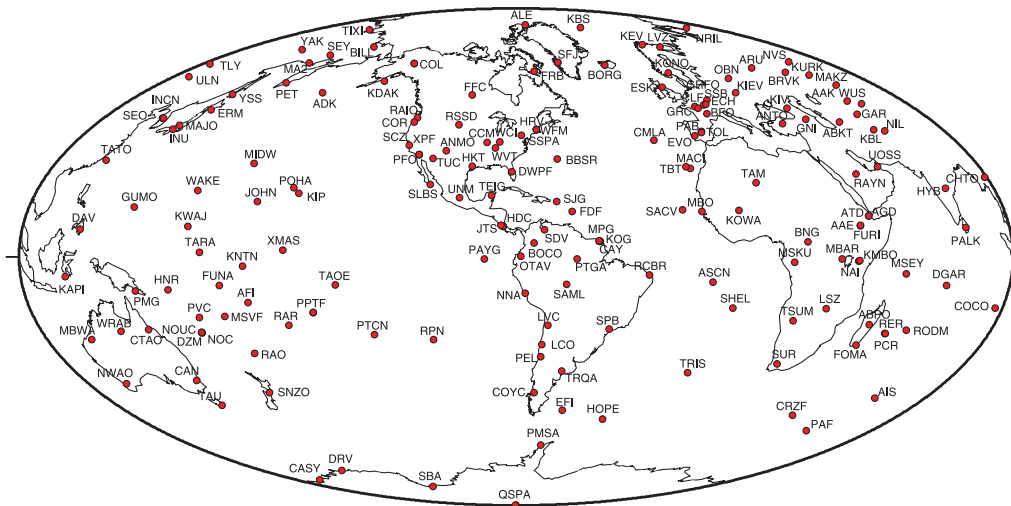 ALE
KBS
TIXI
NRIL
YAK
SEY
BILL
KEV
LVZ
TLY
MA2
COL
SFJ
FRB
BORG
KONO
ARU
NVS
ULN
OBN
KURK
BRVK
MAKZ
PET
ADK
KDAK
FFC
ESK
KIEV
AAK
WUS
INCN
YSS
SSB
ECH
SEO
ERM
RAIO
HRV
GRC
BFO
KIV
GAR
MAJO
COR
RSSD
WCI
WFM
ANTO
NIL
INU
SCZ
XPF
CCM
SSPA
PAR
TOL
GNI
ABKT
KBL
TATO
MIDW
PFO
ANMO
TUC
HKT
WVT
BBSR
CMLA
EVO
MACI
TBT
TAM
UOSS
DWPF
WAKE
POHA
SLBS
UNM
TEIG
RAYN
CHTO
JOHN
KIP
HYB
GUMO
SJG
FDF
SACV
MBO
KOWA
ATD
AGD
DAV
KWAJ
HDC
JTS
SDV
MPG
KOG
CAY
BNG
AAE
FURI
PALK
TARA
XMAS
PAYG
BOCO
OTAV
PTGA
MSKU
MBAR
KMBO
NAI
KNTN
RCBR
MSEY
KAPI
HNR
FUNA
TAOE
ASCN
DGAR
PMG
AFI
NNA
SAML
PPTF
SHEL
LSZ
COCO
PVC
MSVF
RAR
TSUM
ABPO
RER
RODM
MBWA
WRAB
CTAO
NOUC
DZM
NOC
PTCN
RPN
LVC
SPB
PCR
RAO
LCO
FOMA
PEL
SUR
NWAO
CAN
TRQA
TRIS
TAU
SNZO
COYC
EFI
HOPE
AIS
CRZF
PAF
PMSA
CASY
DRV
SBA
QSPA